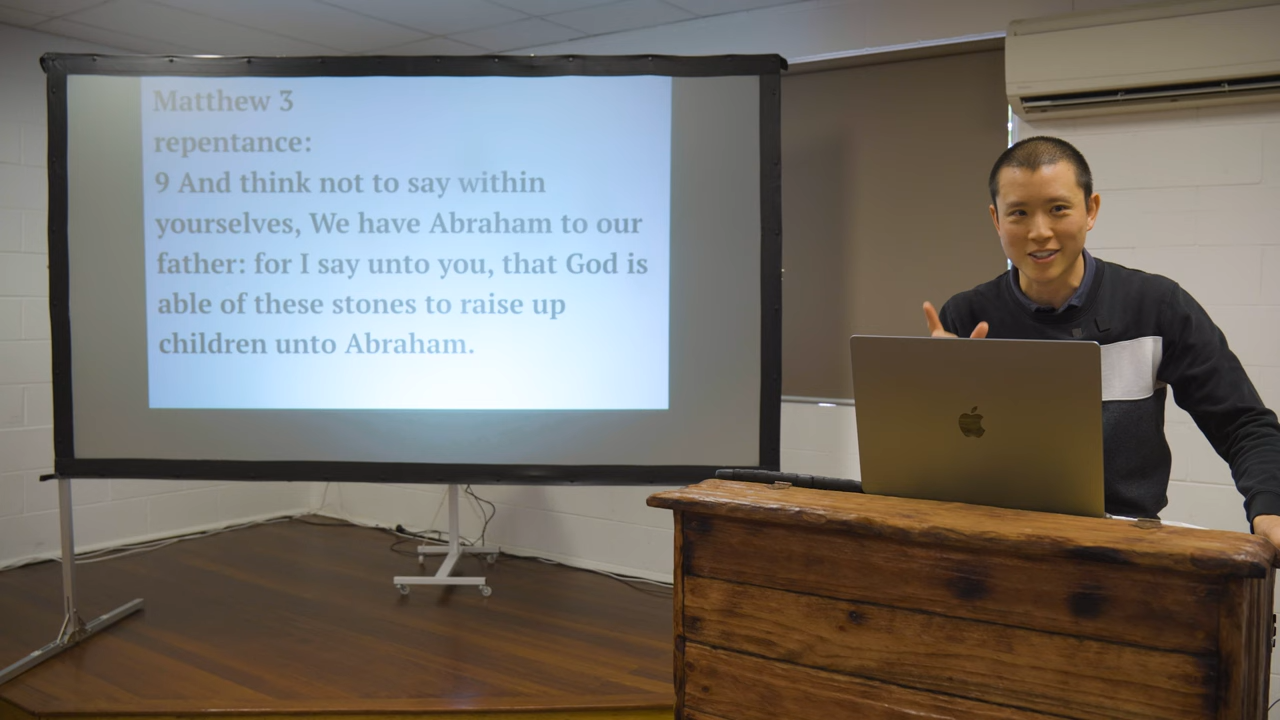 Matthew 3
repentance:
9 And think not to say within
yourselves, We have Abraham to our
father: for I say unto you, that God is
able of these stones to raise up
children unto Abraham.